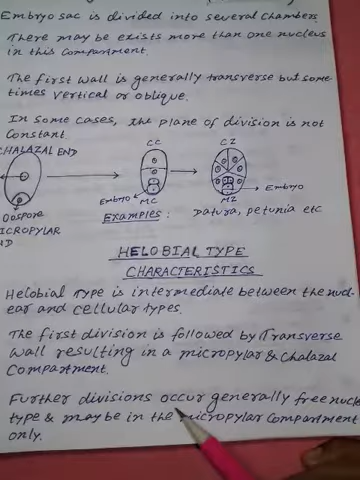 Embryo sac is divided into several chambers
There may be exists more than one nucleus
in this compartment.
The first wall is generally transverse but some
times vertical or oblique.
In some cases, the plane of division is not
Constant.
CHALAZAL END
CC
CZ
Embryo
MC
MZ
Embryo
Oospore
MICROPYLAR
END
Examples : Datura, petunia etc
HELOBIAL TYPE
CHARACTERISTICS
Helobial Type is intermediate between the nucl-
ear and cellular types.
The first division is followed by Transverse
wall resulting in a micropylar & Chalazal
Compartment.
Further divisions occur generally free nucle
type & may be in the micropylar Compartment
only.